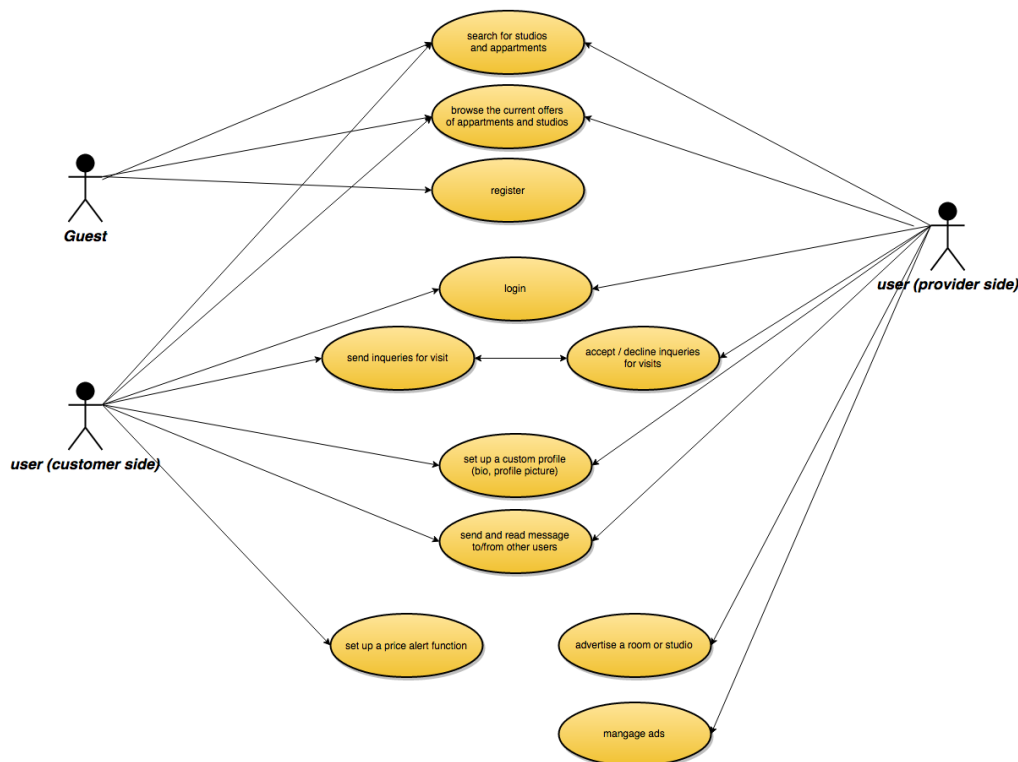 search for studios
and appartments
browse the current offers
of appartments and studios
register
Guest
user (provider side)
login
send inqueries for visit
accept / decline inqueries
for visits
user (customer side)
set up a custom profile
(bio, profile picture)
send and read message
to/from other users
set up a price alert function
advertise a room or studio
mangage ads